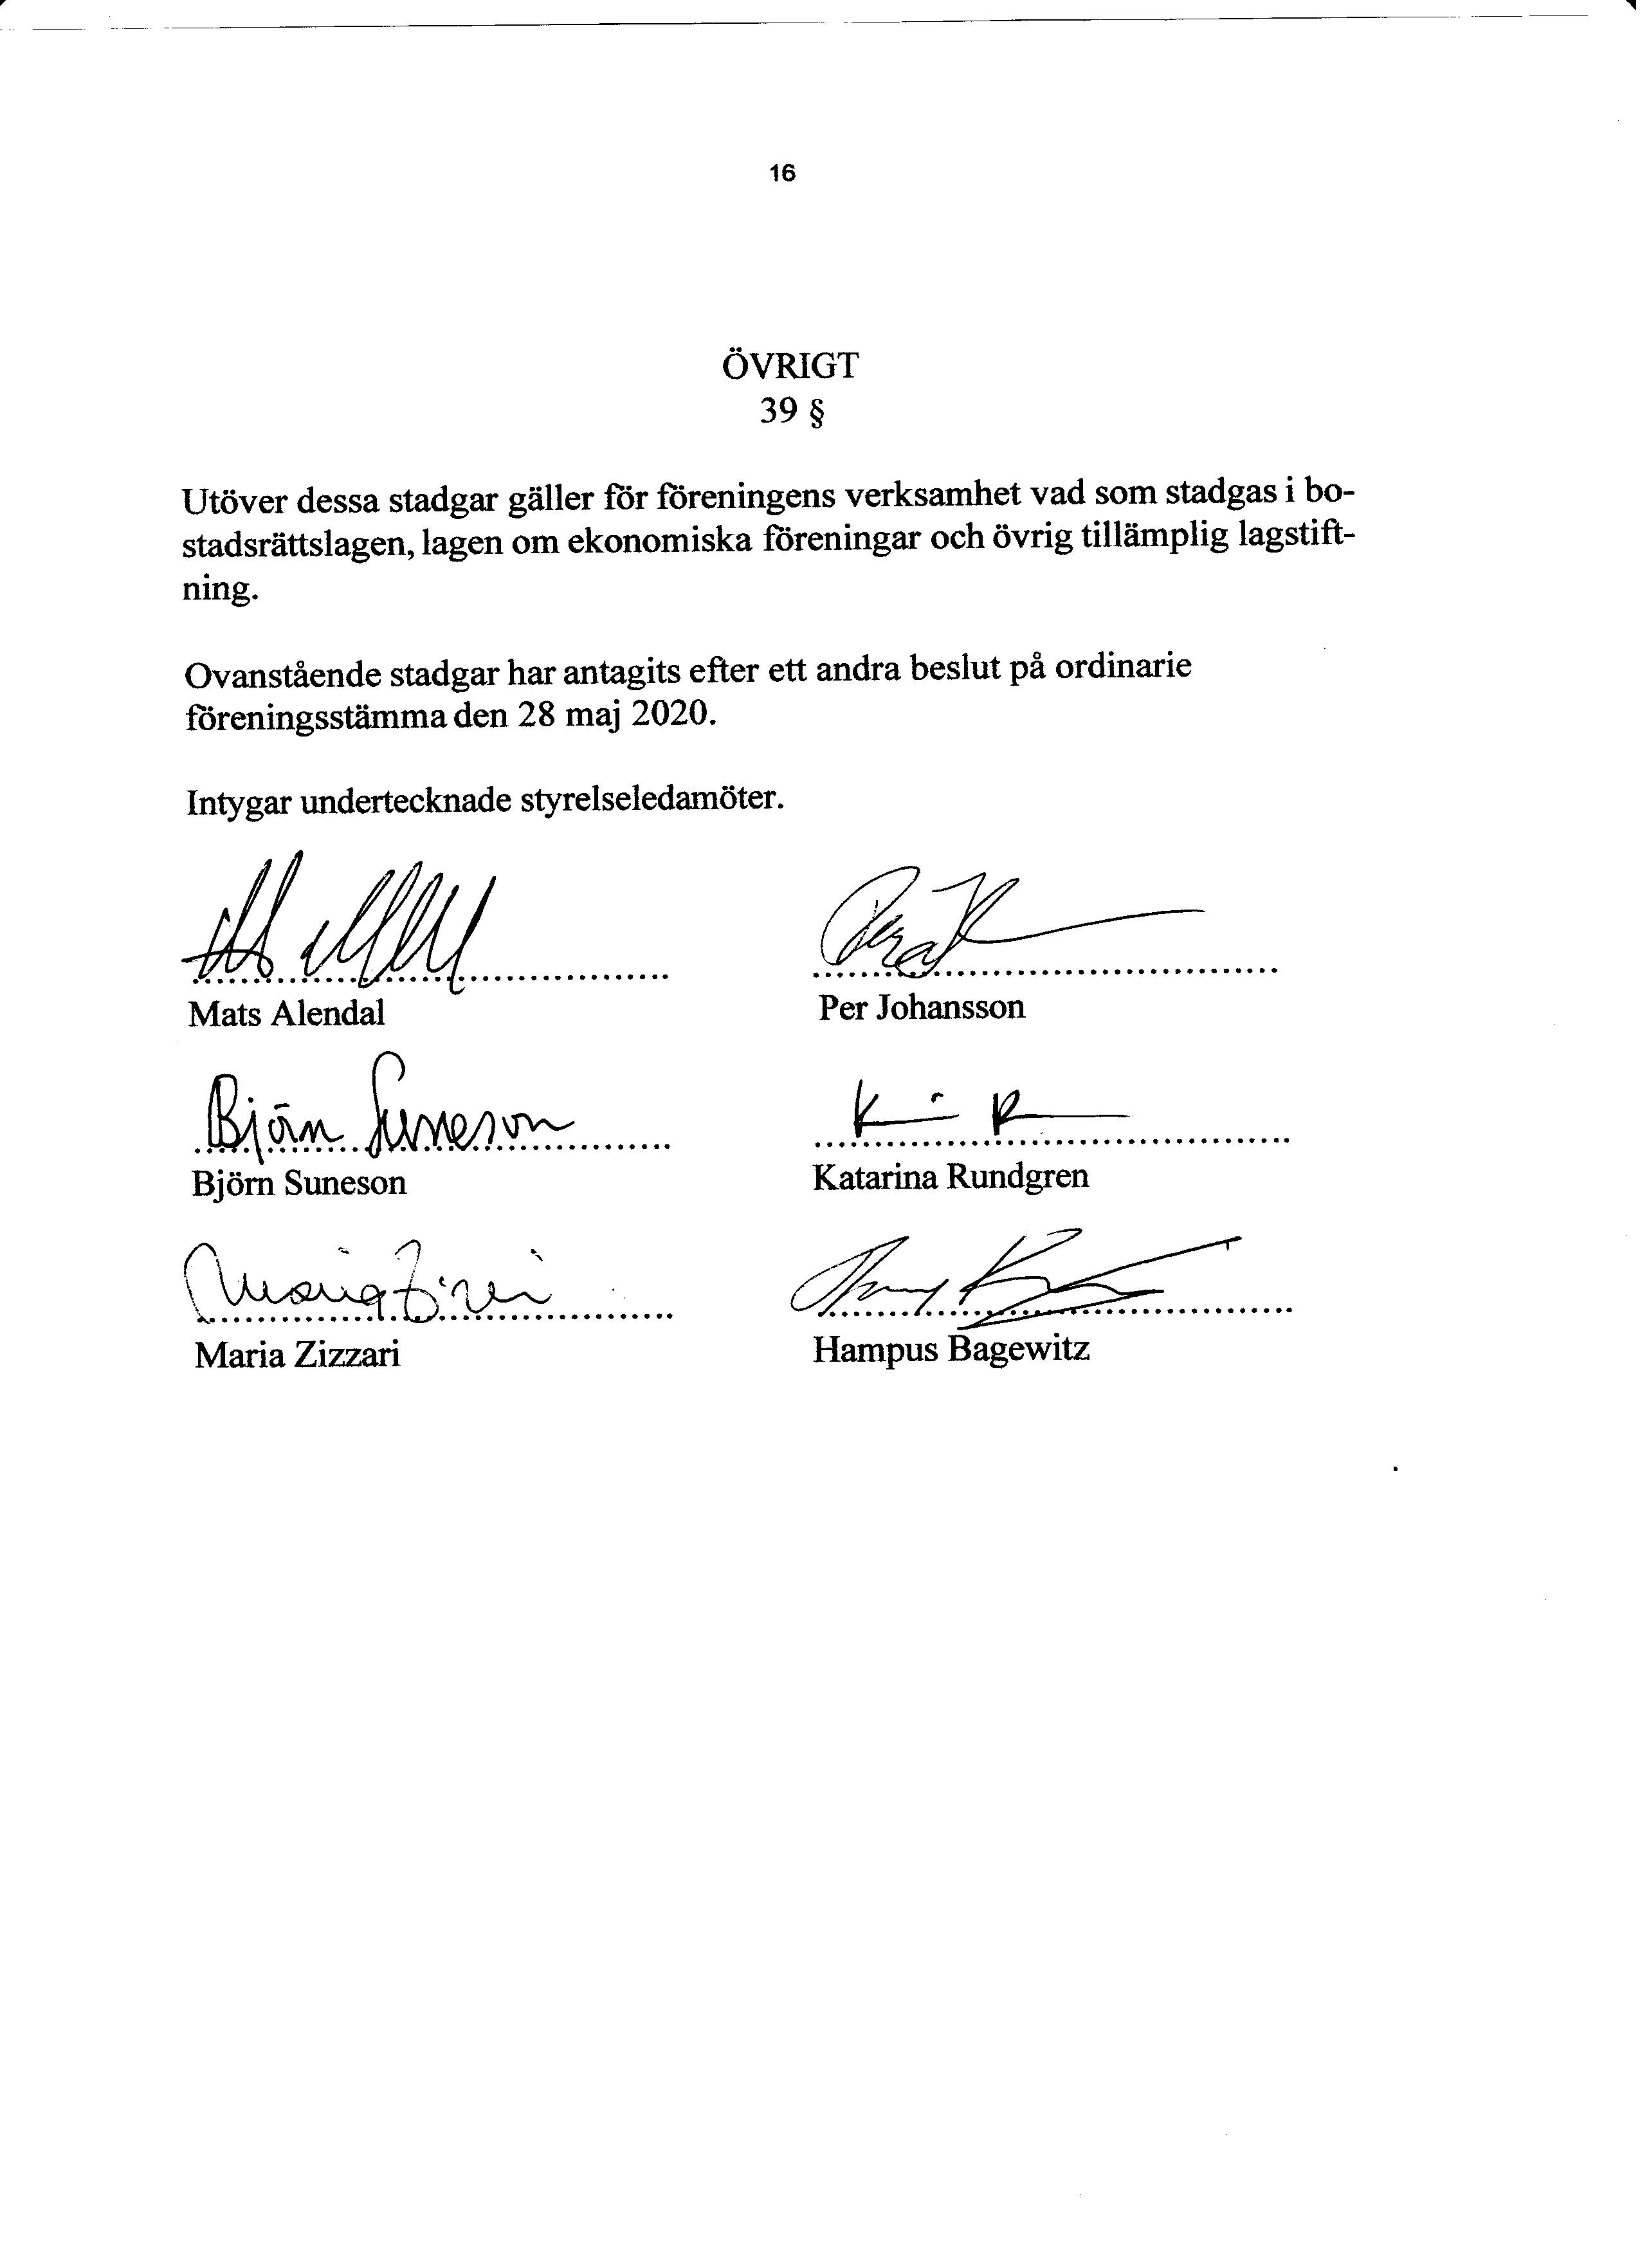 16
ÖVRIGT
39 §
Utöver dessa stadgar gäller för föreningens verksamhet vad som stadgas i bo-
stadsrättslagen, lagen om ekonomiska föreningar och övrig tillämplig lagstift-
ning.
Ovanstående stadgar har antagits efter ett andra beslut på ordinarie
föreningsstämma den 28 maj 2020.
Intygar undertecknade styrelseledamöter.
Mats Alendal
Per Johansson
Björn Suneson
Björn Suneson
Katarina Rundgren
Maria Zizzari
Hampus Bagewitz